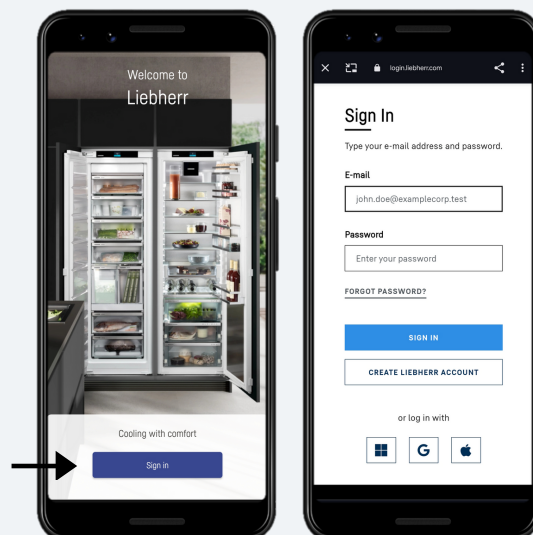 Welcome to
Liebherr
Cooling with comfort
Sign in
login.liebherr.com
Sign In
Type your e-mail address and password.
E-mail
john.doe@examplecorp.test
Password
Enter your password
FORGOT PASSWORD?
SIGN IN
CREATE LIEBHERR ACCOUNT
or log in with
G